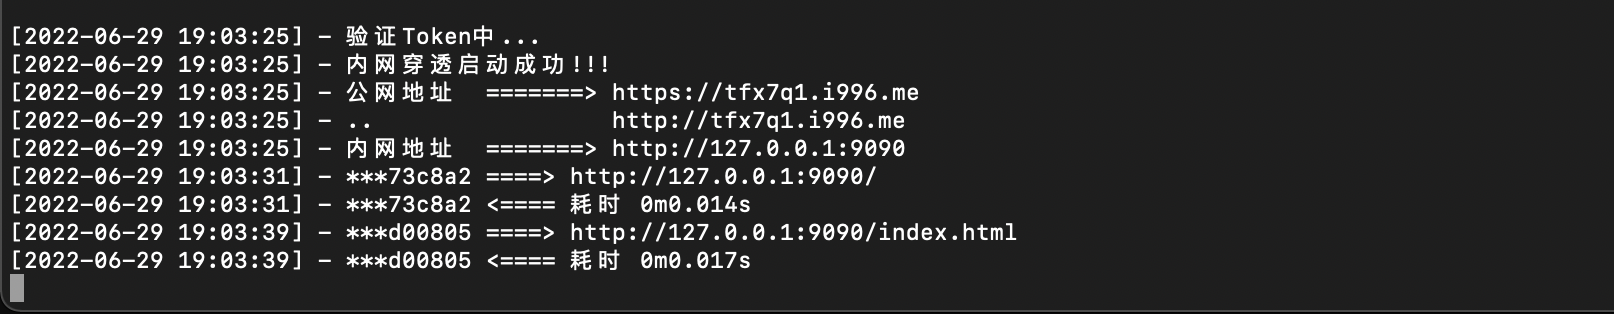 [2022-06-29 19:03:25] - 验证Token中...
[2022-06-29 19:03:25] - 内网穿透启动成功!!!
[2022-06-29 19:03:25] - 公网地址  =======> https://tfx7q1.i996.me
[2022-06-29 19:03:25] - ..                 http://tfx7q1.i996.me
[2022-06-29 19:03:25] - 内网地址  =======> http://127.0.0.1:9090
[2022-06-29 19:03:31] - ***73c8a2 ====> http://127.0.0.1:9090/
[2022-06-29 19:03:31] - ***73c8a2 <==== 耗时 0m0.014s
[2022-06-29 19:03:39] - ***d00805 ====> http://127.0.0.1:9090/index.html
[2022-06-29 19:03:39] - ***d00805 <==== 耗时 0m0.017s